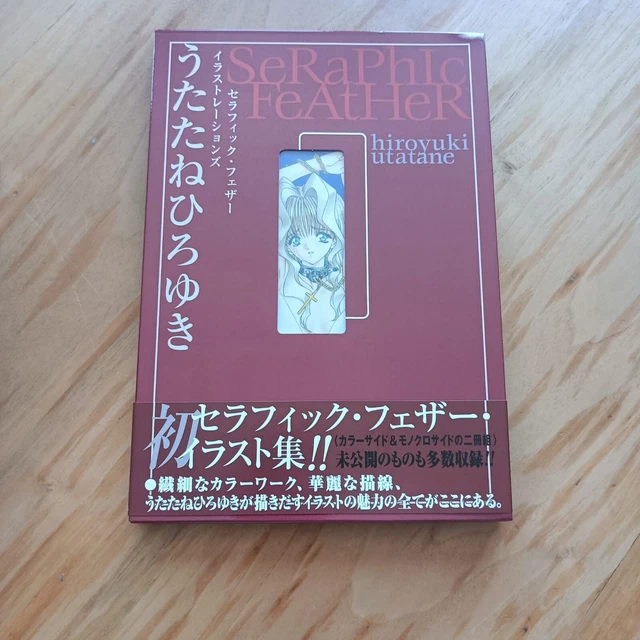 SeRaPhIc
FeAtHeR
hiroyuki
utatane
セラフィック・フェザー
イラストレーションズ
うたたねひろゆき
初セラフィック・フェザー・
イラスト集!!
(カラーサイド&モノクロサイドの二冊組)
未公開のものも多数収録!!
●繊細なカラーワーク、華麗な描線、
うたたねひろゆきが描きだすイラストの魅力の全てがここにある。